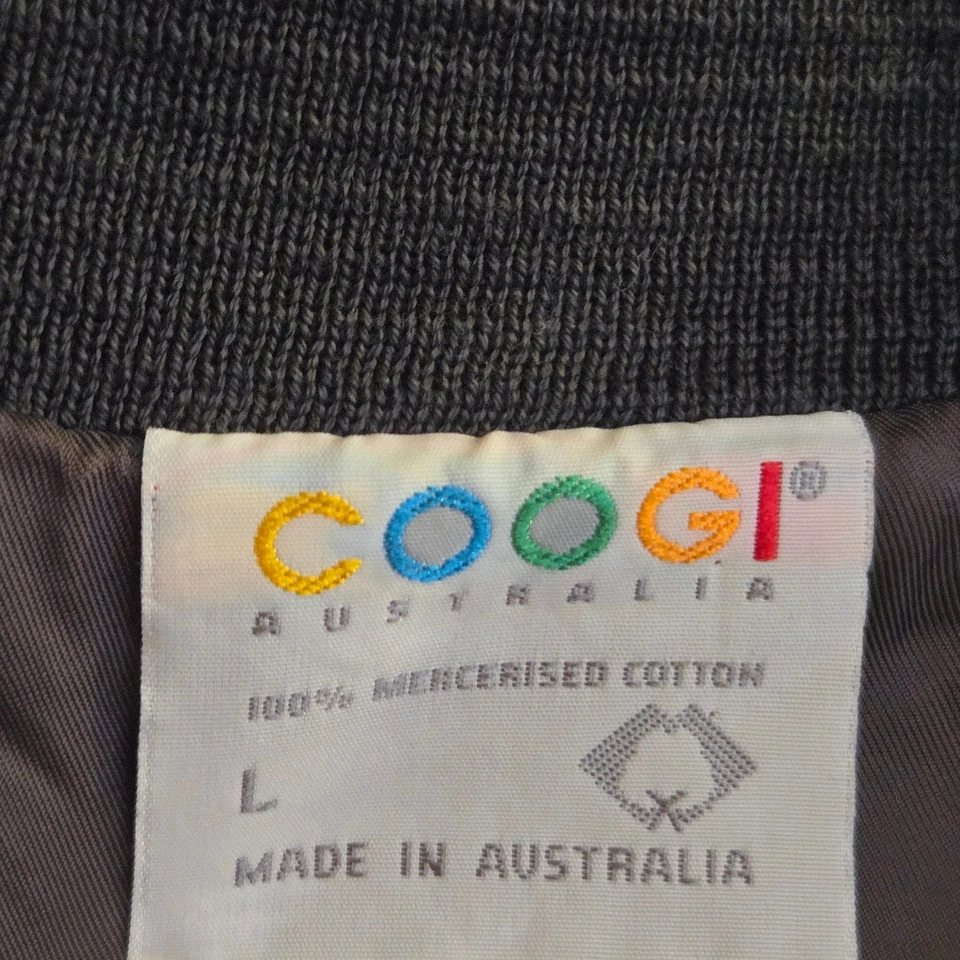 COOGI®
AUSTRALIA
100% MERCERISED COTTON
L
MADE IN AUSTRALIA